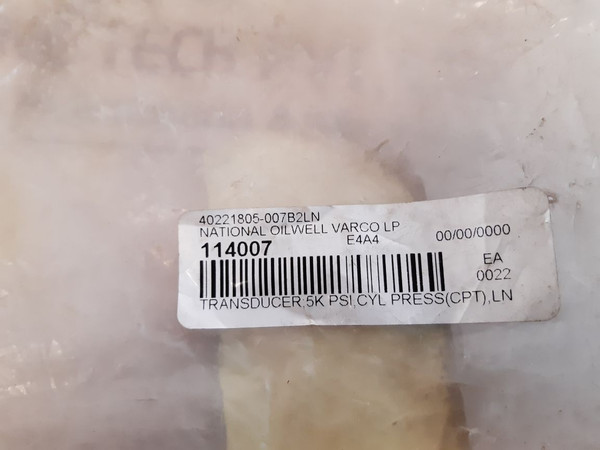 TECH
40221805-007B2LN
NATIONAL OILWELL VARCO LP
114007 E4A4 00/00/0000
EA
0022
TRANSDUCER;5K PSI,CYL PRESS(CPT),LN